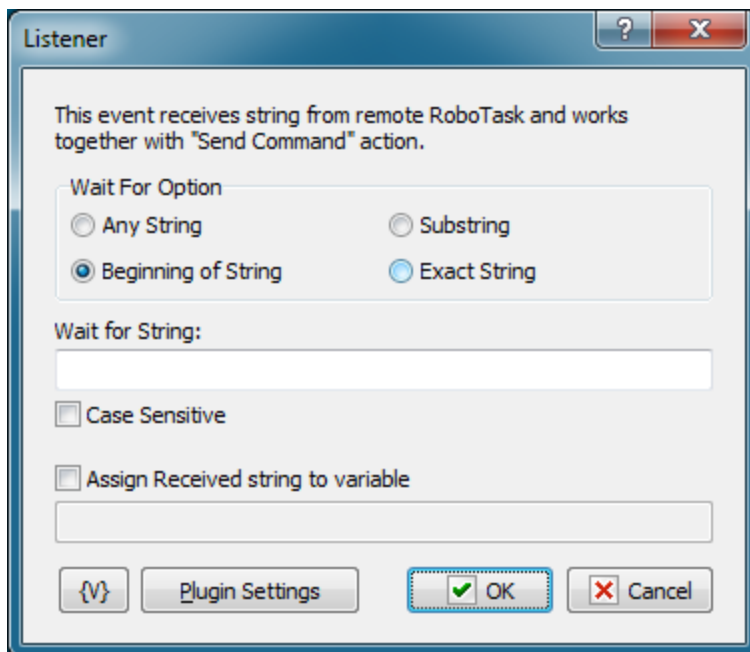 Listener
?
This event receives string from remote RoboTask and works
together with "Send Command" action.
Wait For Option
Any String
Substring
Beginning of String
Exact String
Wait for String:
Case Sensitive
Assign Received string to variable
{V}
Plugin Settings
OK
Cancel